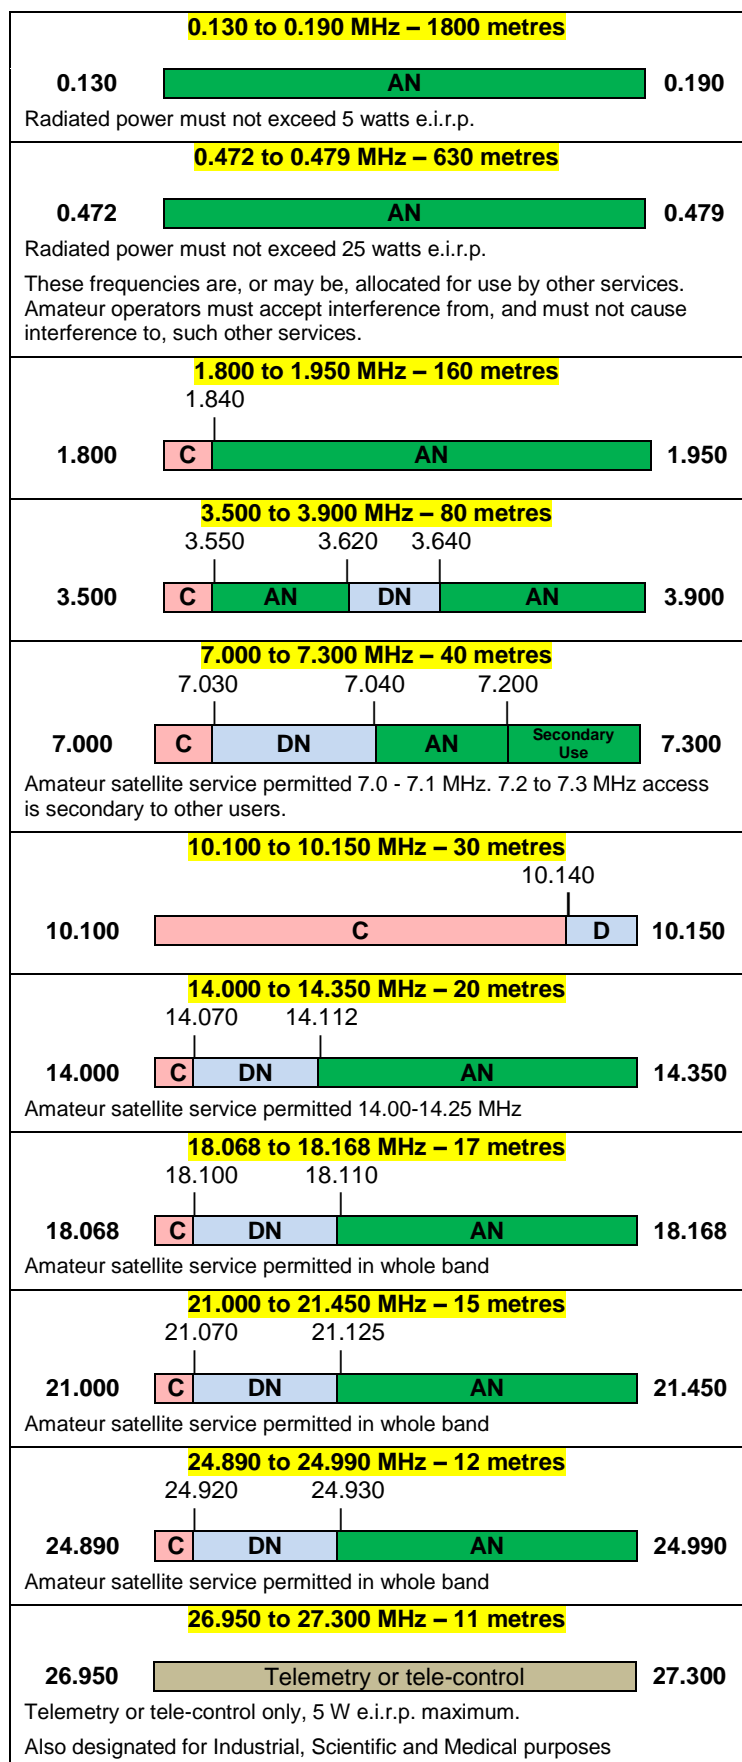 0.130 to 0.190 MHz – 1800 metres
0.130 AN 0.190
Radiated power must not exceed 5 watts e.i.r.p.
0.472 to 0.479 MHz – 630 metres
0.472 AN 0.479
Radiated power must not exceed 25 watts e.i.r.p.
These frequencies are, or may be, allocated for use by other services.
Amateur operators must accept interference from, and must not cause
interference to, such other services.
1.800 to 1.950 MHz – 160 metres
1.840
1.800 C AN 1.950
3.500 to 3.900 MHz – 80 metres
3.550 3.620 3.640
3.500 C AN DN AN 3.900
7.000 to 7.300 MHz – 40 metres
7.030 7.040 7.200
7.000 C DN AN Secondary Use 7.300
Amateur satellite service permitted 7.0 - 7.1 MHz. 7.2 to 7.3 MHz access
is secondary to other users.
10.100 to 10.150 MHz – 30 metres
10.140
10.100 C D 10.150
14.000 to 14.350 MHz – 20 metres
14.070 14.112
14.000 C DN AN 14.350
Amateur satellite service permitted 14.00-14.25 MHz
18.068 to 18.168 MHz – 17 metres
18.100 18.110
18.068 C DN AN 18.168
Amateur satellite service permitted in whole band
21.000 to 21.450 MHz – 15 metres
21.070 21.125
21.000 C DN AN 21.450
Amateur satellite service permitted in whole band
24.890 to 24.990 MHz – 12 metres
24.920 24.930
24.890 C DN AN 24.990
Amateur satellite service permitted in whole band
26.950 to 27.300 MHz – 11 metres
26.950 Telemetry or tele-control 27.300
Telemetry or tele-control only, 5 W e.i.r.p. maximum.
Also designated for Industrial, Scientific and Medical purposes